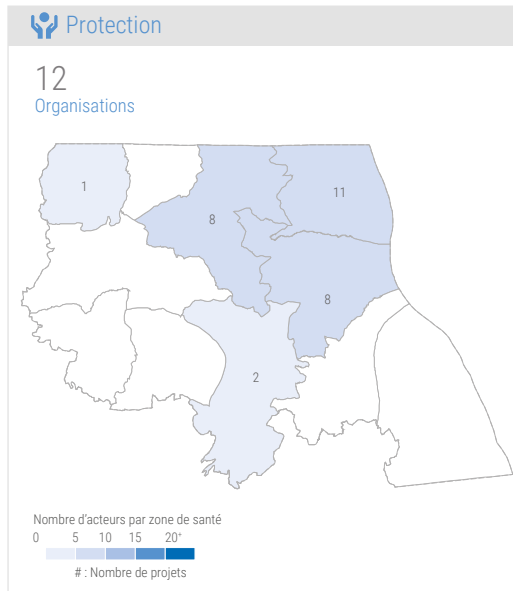 Protection
12
Organisations
1
11
8
8
2
Nombre d'acteurs par zone de santé
0 5 10 15 20+
# : Nombre de projets